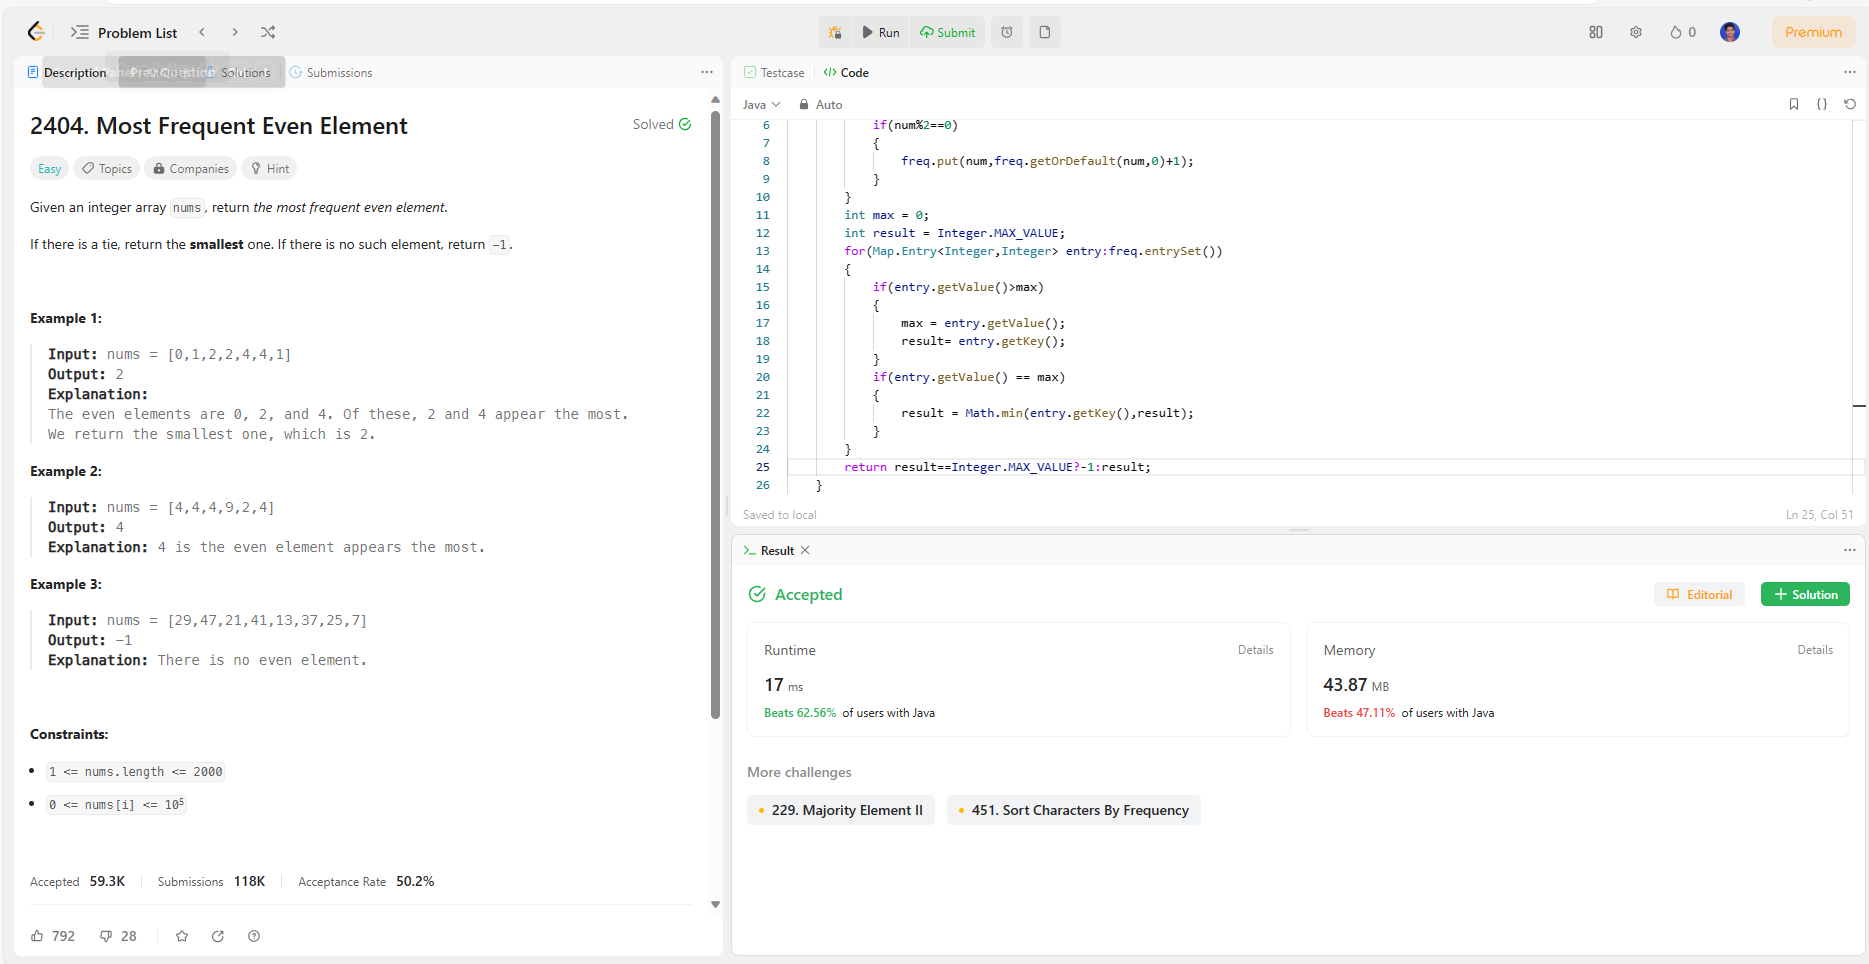 Problem List
Run
Submit
0
Premium
Description
Solutions
Submissions
2404. Most Frequent Even Element
Solved
Easy
Topics
Companies
Hint
Given an integer array nums, return the most frequent even element.
If there is a tie, return the smallest one. If there is no such element, return -1.
Example 1:
Input: nums = [0,1,2,2,4,4,1]
Output: 2
Explanation:
The even elements are 0, 2, and 4. Of these, 2 and 4 appear the most.
We return the smallest one, which is 2.
Example 2:
Input: nums = [4,4,4,9,2,4]
Output: 4
Explanation: 4 is the even element appears the most.
Example 3:
Input: nums = [29,47,21,41,13,37,25,7]
Output: -1
Explanation: There is no even element.
Constraints:
• 1 <= nums.length <= 2000
• 0 <= nums[i] <= 10⁵
Accepted 59.3K
Submissions 118K
Acceptance Rate 50.2%
792
28
Testcase
</> Code
Java
Auto
6 if(num%2==0)
7 {
8 freq.put(num,freq.getOrDefault(num,0)+1);
9 }
10 }
11 int max = 0;
12 int result = Integer.MAX_VALUE;
13 for(Map.Entry<Integer,Integer> entry:freq.entrySet())
14 {
15 if(entry.getValue()>max)
16 {
17 max = entry.getValue();
18 result= entry.getKey();
19 }
20 if(entry.getValue() == max)
21 {
22 result = Math.min(entry.getKey(),result);
23 }
24 }
25 return result==Integer.MAX_VALUE?-1:result;
26 }
Saved to local
Ln 25, Col 51
Result
Accepted
Editorial
+ Solution
Runtime
Details
17 ms
Beats 62.56% of users with Java
Memory
Details
43.87 MB
Beats 47.11% of users with Java
More challenges
229. Majority Element II
451. Sort Characters By Frequency